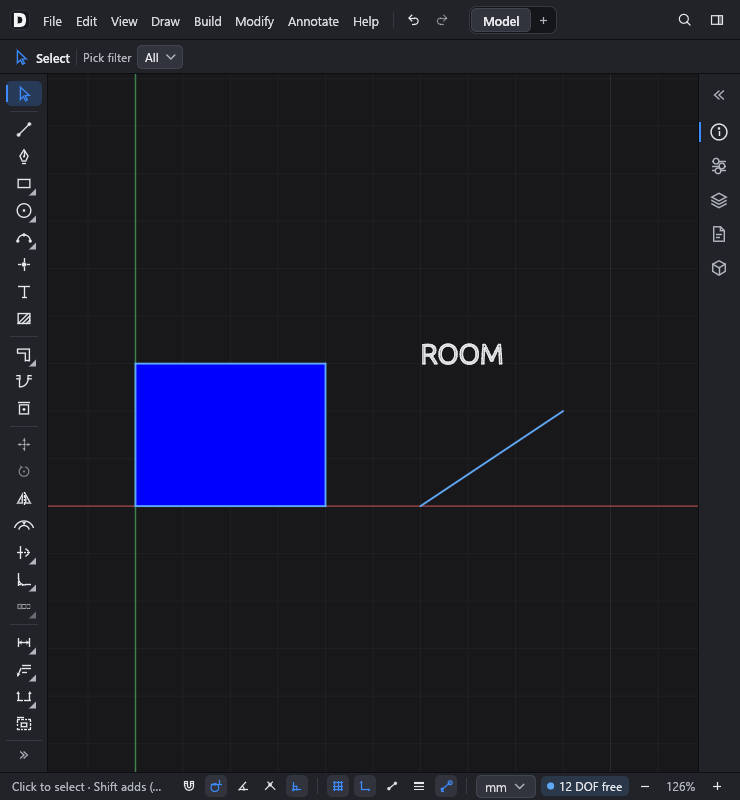 D File Edit View Draw Build Modify Annotate Help Model +
Select Pick filter All
ROOM
Click to select · Shift adds (... mm 12 DOF free − 126% +